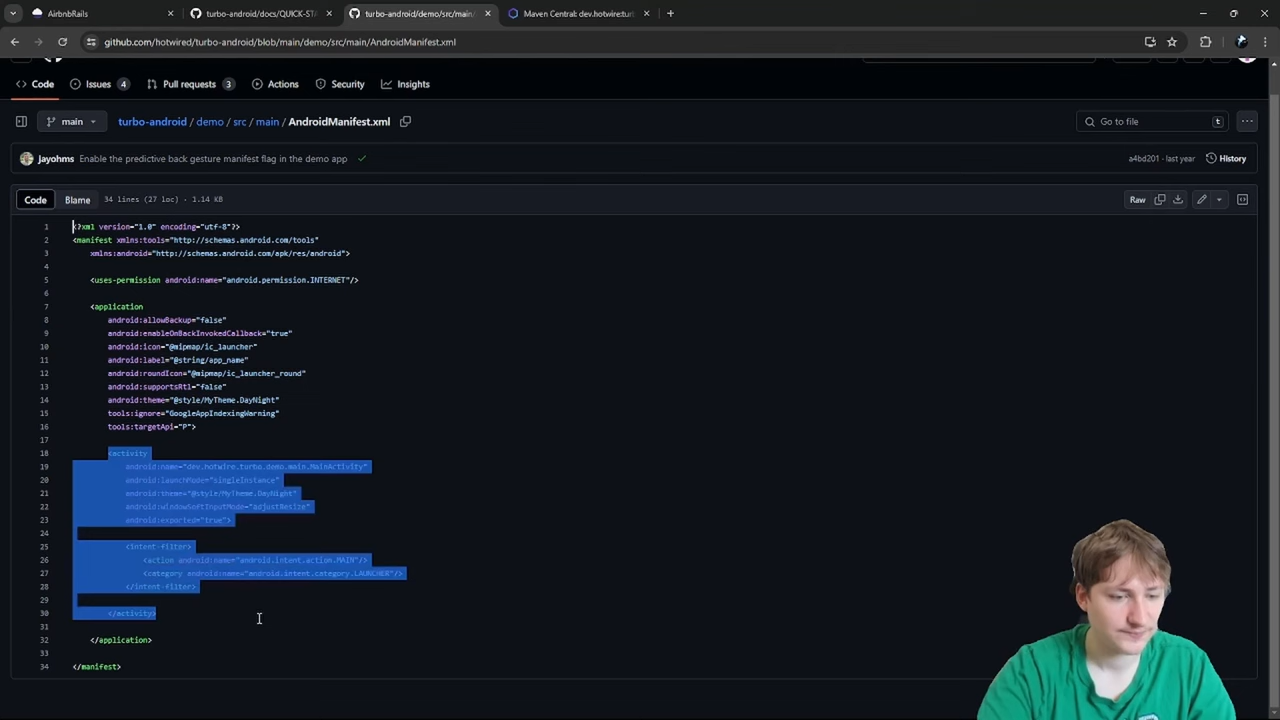 AirbnbRails
turbo-android/docs/QUICK-STA
turbo-android/demo/src/main/
Maven Central: dev.hotwire:tur
github.com/hotwired/turbo-android/blob/main/demo/src/main/AndroidManifest.xml
Code
Issues 4
Pull requests 3
Actions
Security
Insights
main
turbo-android / demo / src / main / AndroidManifest.xml
Go to file t
jayohms Enable the predictive back gesture manifest flag in the demo app
a4bd201 · last year
History
Code
Blame
34 lines (27 loc) · 1.14 KB
Raw
1 <?xml version="1.0" encoding="utf-8"?>
2 <manifest xmlns:tools="http://schemas.android.com/tools"
3 xmlns:android="http://schemas.android.com/apk/res/android">
4
5 <uses-permission android:name="android.permission.INTERNET"/>
6
7 <application
8 android:allowBackup="false"
9 android:enableOnBackInvokedCallback="true"
10 android:icon="@mipmap/ic_launcher"
11 android:label="@string/app_name"
12 android:roundIcon="@mipmap/ic_launcher_round"
13 android:supportsRtl="false"
14 android:theme="@style/MyTheme.DayNight"
15 tools:ignore="GoogleAppIndexingWarning"
16 tools:targetApi="P">
17
18 <activity
19 android:name="dev.hotwire.turbo.demo.main.MainActivity"
20 android:launchMode="singleInstance"
21 android:theme="@style/MyTheme.DayNight"
22 android:windowSoftInputMode="adjustResize"
23 android:exported="true">
24
25 <intent-filter>
26 <action android:name="android.intent.action.MAIN"/>
27 <category android:name="android.intent.category.LAUNCHER"/>
28 </intent-filter>
29
30 </activity>
31
32 </application>
33
34 </manifest>